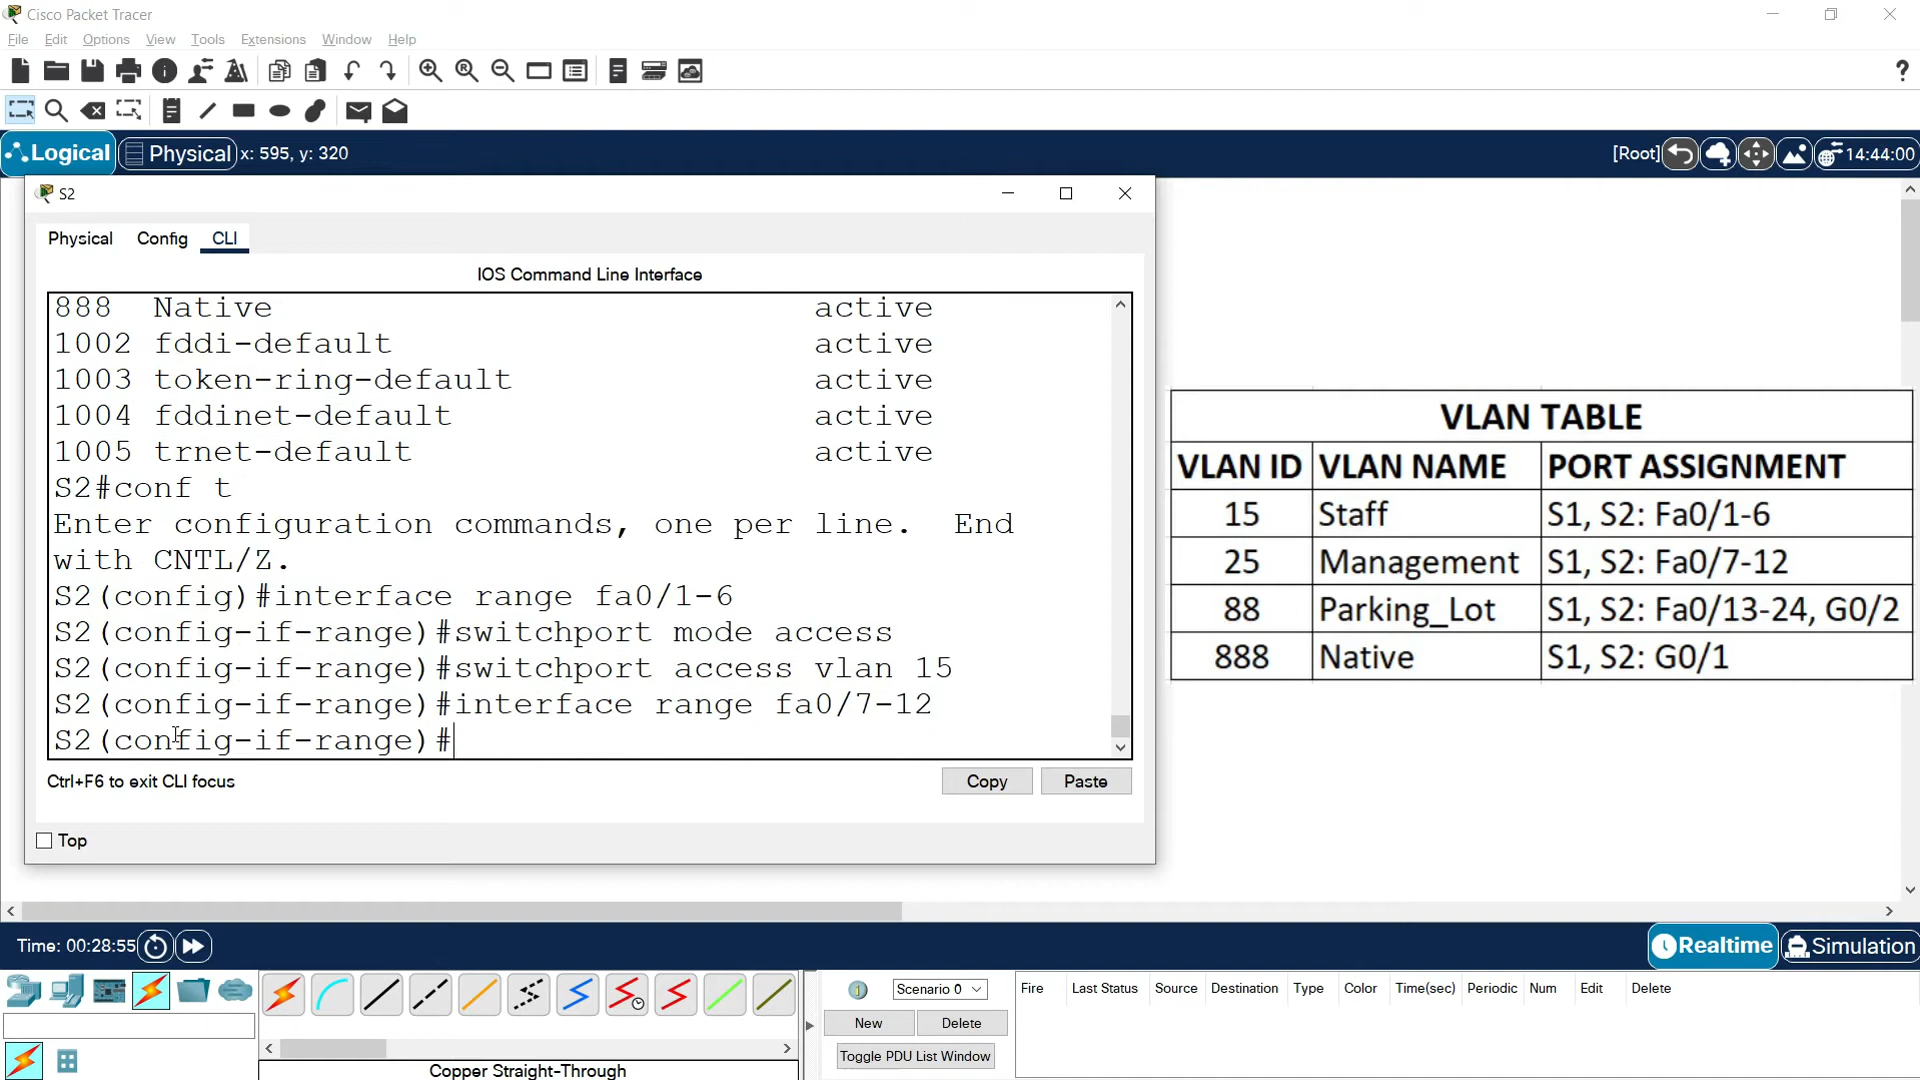 Cisco Packet Tracer
File Edit Options View Tools Extensions Window Help
?
Logical Physical x: 595, y: 320
[Root] 14:44:00
S2
Physical Config CLI
IOS Command Line Interface
888 Native active
1002 fddi-default active
1003 token-ring-default active
1004 fddinet-default active
1005 trnet-default active
S2#conf t
Enter configuration commands, one per line. End
with CNTL/Z.
S2(config)#interface range fa0/1-6
S2(config-if-range)#switchport mode access
S2(config-if-range)#switchport access vlan 15
S2(config-if-range)#interface range fa0/7-12
S2(config-if-range)#
Ctrl+F6 to exit CLI focus
Copy Paste
Top
VLAN TABLE
VLAN ID VLAN NAME PORT ASSIGNMENT
15 Staff S1, S2: Fa0/1-6
25 Management S1, S2: Fa0/7-12
88 Parking_Lot S1, S2: Fa0/13-24, G0/2
888 Native S1, S2: G0/1
Time: 00:28:55
Realtime Simulation
Scenario 0
New Delete
Toggle PDU List Window
Fire Last Status Source Destination Type Color Time(sec) Periodic Num Edit Delete
Copper Straight-Through